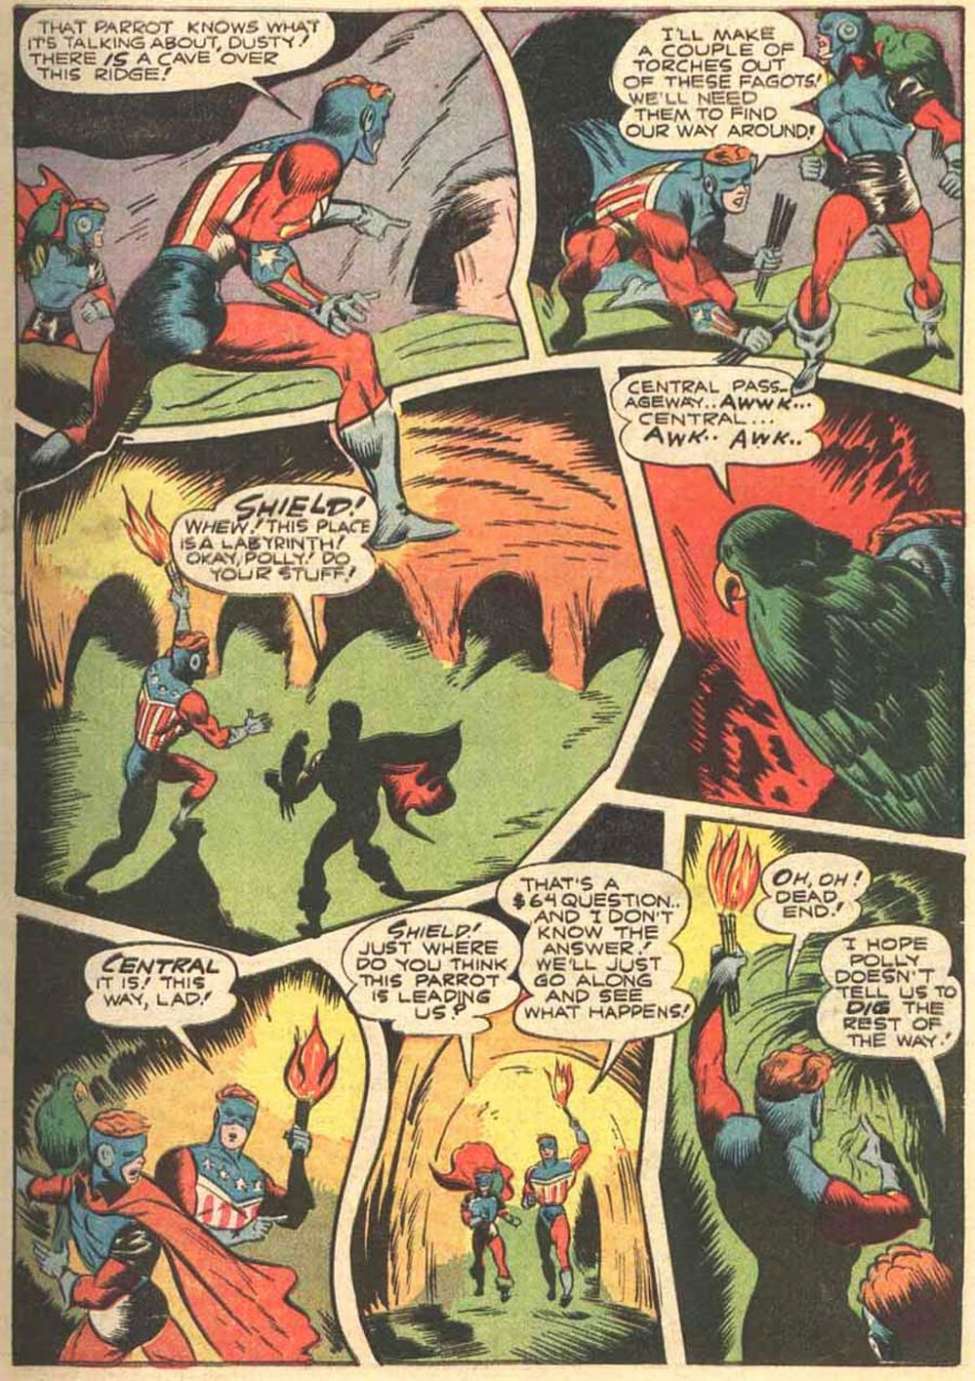 THAT PARROT KNOWS WHAT
IT'S TALKING ABOUT, DUSTY!
THERE IS A CAVE OVER
THIS RIDGE!
I'LL MAKE
A COUPLE OF
TORCHES OUT
OF THESE FAGOTS!
WE'LL NEED
THEM TO FIND
OUR WAY AROUND!
SHIELD!
WHEW! THIS PLACE
IS A LABYRINTH!
OKAY, POLLY! DO
YOUR STUFF!
CENTRAL PASS-
AGEWAY.. AWWK...
CENTRAL...
AWK.. AWK..
CENTRAL
IT IS! THIS
WAY, LAD!
SHIELD!
JUST WHERE
DO YOU THINK
THIS PARROT
IS LEADING
US?
THAT'S A
$64 QUESTION..
AND I DON'T
KNOW THE
ANSWER!
WE'LL JUST
GO ALONG
AND SEE
WHAT HAPPENS!
OH, OH!
DEAD
END!
I HOPE
POLLY
DOESN'T
TELL US TO
DIG THE
REST OF
THE WAY!